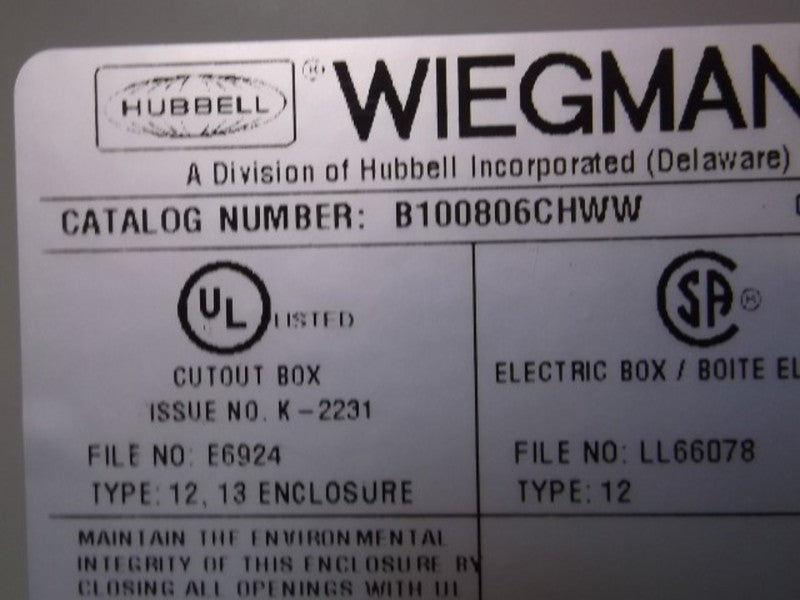 HUBBELL ® WIEGMAN
A Division of Hubbell Incorporated (Delaware)
CATALOG NUMBER: B100806CHWW
UL LISTED
CUTOUT BOX
ISSUE NO. K-2231
FILE NO: E6924
TYPE: 12, 13 ENCLOSURE
SA ®
ELECTRIC BOX / BOITE EL
FILE NO: LL66078
TYPE: 12
MAINTAIN THE ENVIRONMENTAL
INTEGRITY OF THIS ENCLOSURE BY
CLOSING ALL OPENINGS WITH UL